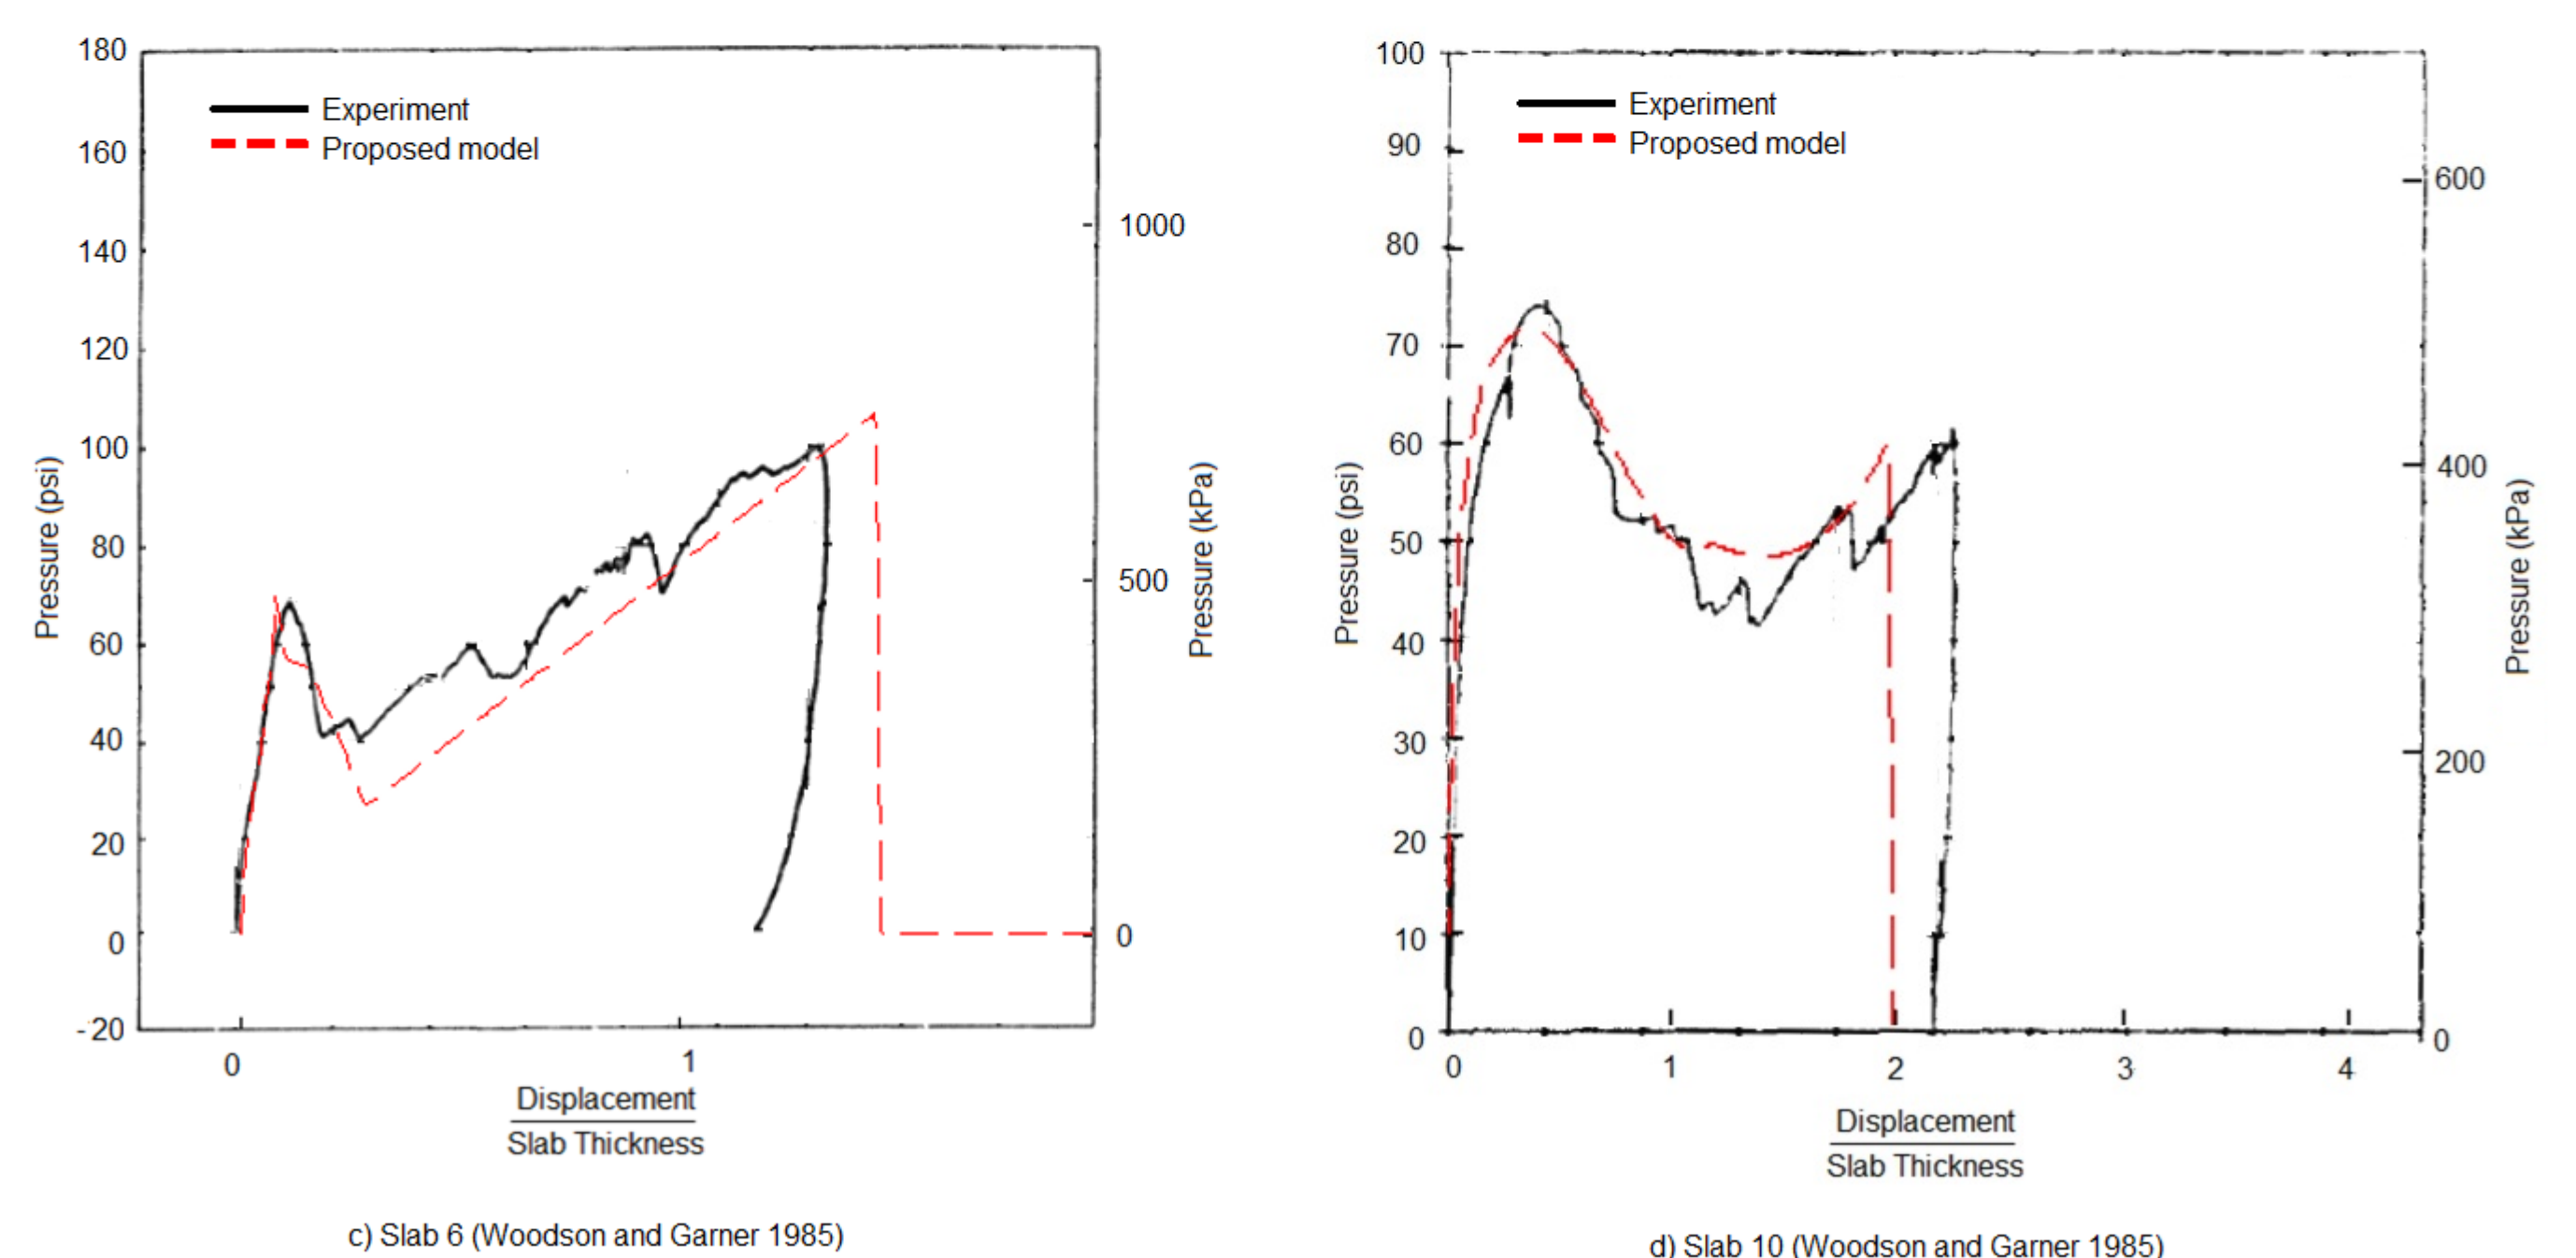 180
160
140
120
100
80
60
40
20
0
-20
Pressure (psi)
Experiment
Proposed model
1000
500
0
Pressure (kPa)
0 1
Displacement
Slab Thickness
c) Slab 6 (Woodson and Garner 1985)
100
90
80
70
60
50
40
30
20
10
0
Pressure (psi)
Experiment
Proposed model
600
400
200
0
Pressure (kPa)
0 1 2 3 4
Displacement
Slab Thickness
d) Slab 10 (Woodson and Garner 1985)